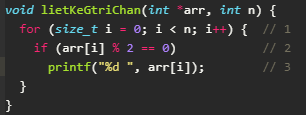 void lietKeGtriChan(int *arr, int n) {
  for (size_t i = 0; i < n; i++) {  // 1
    if (arr[i] % 2 == 0)            // 2
      printf("%d ", arr[i]);        // 3
  }
}